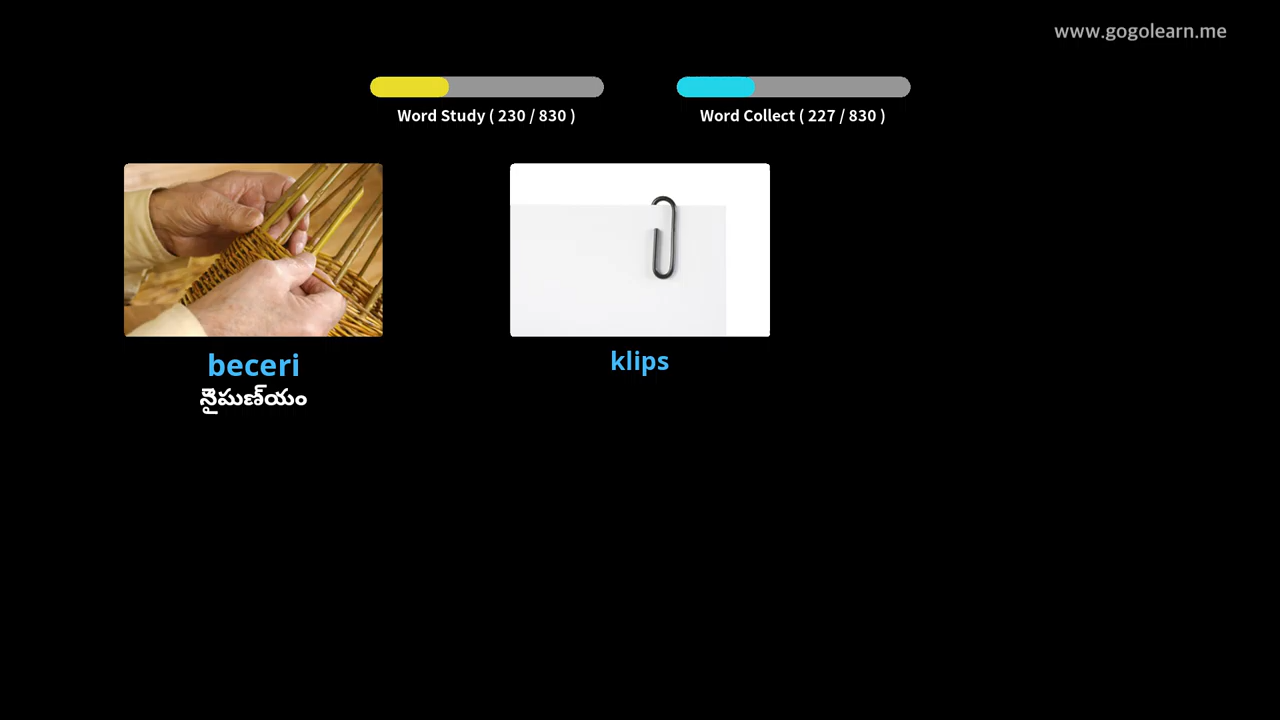 www.gogolearn.me
Word Study ( 230 / 830 )
Word Collect ( 227 / 830 )
beceri
నైపుణ్యం
klips